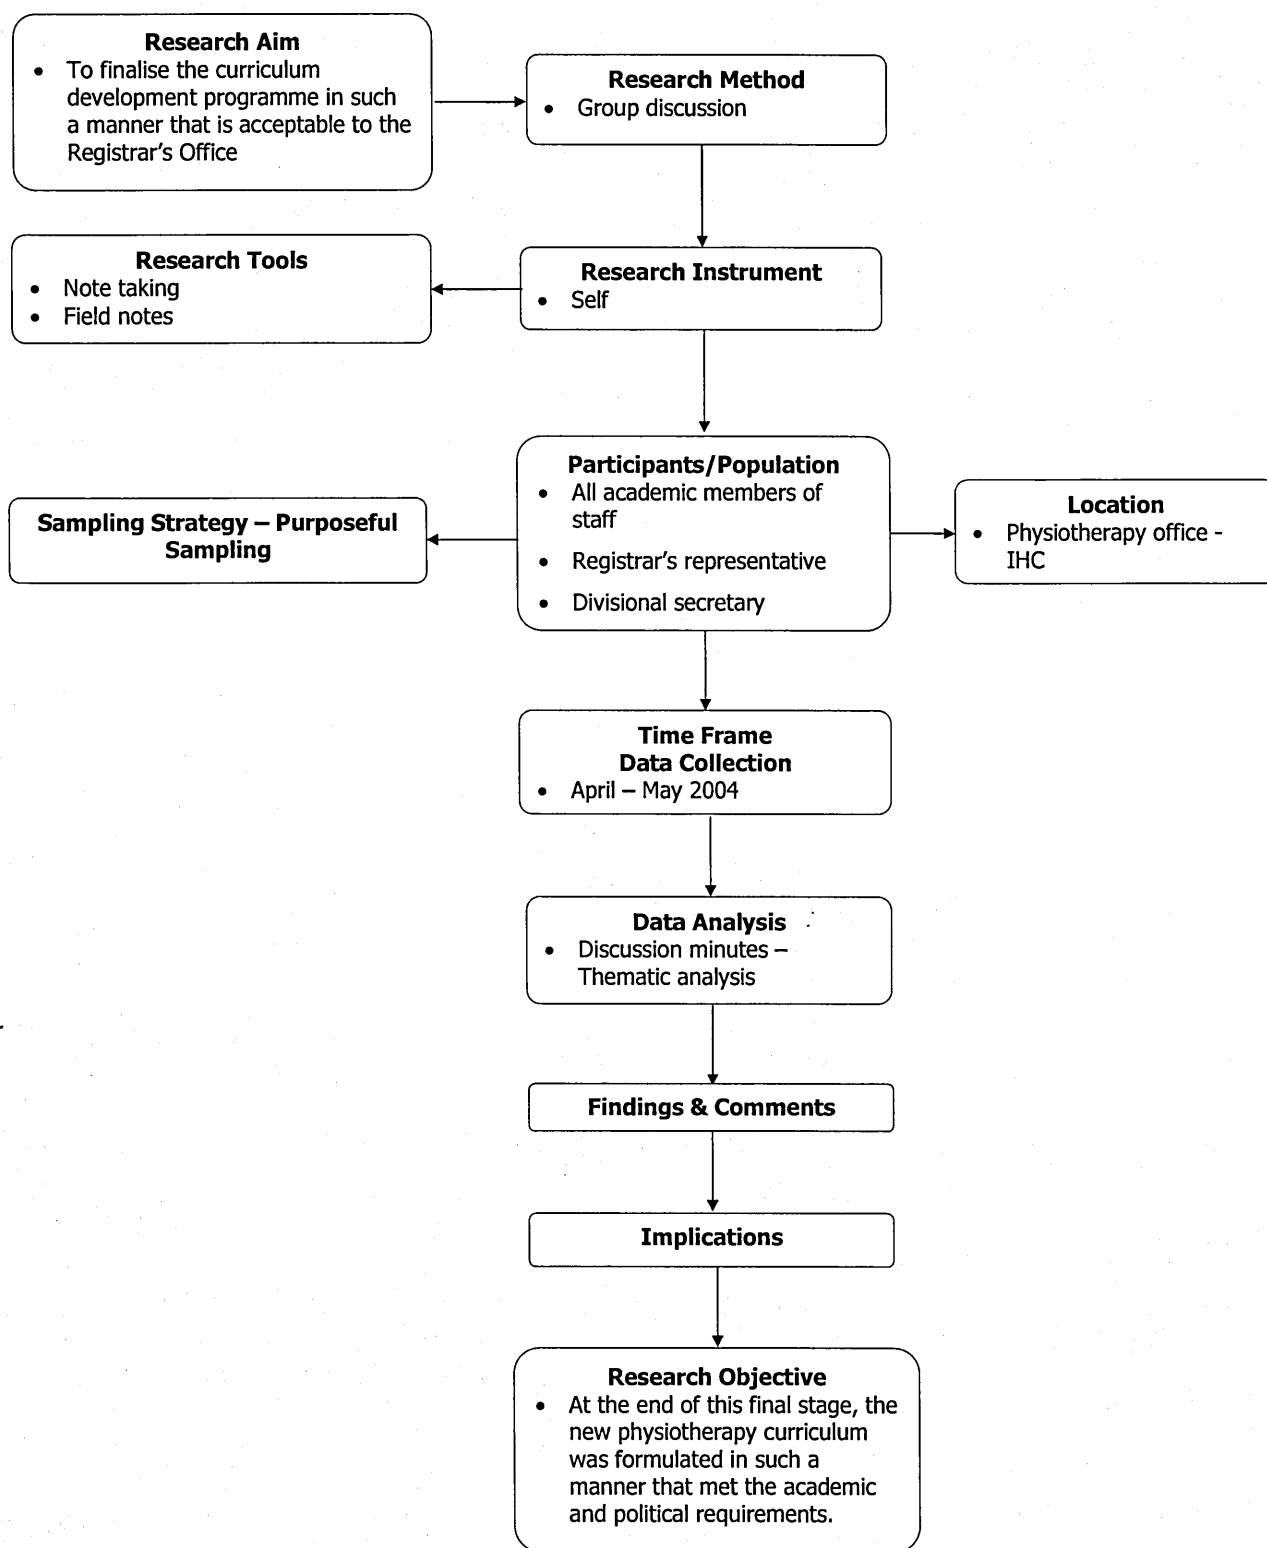 Research Aim
• To finalise the curriculum
development programme in such
a manner that is acceptable to the
Registrar's Office
Research Method
• Group discussion
Research Tools
• Note taking
• Field notes
Research Instrument
• Self
Participants/Population
• All academic members of
staff
• Registrar's representative
• Divisional secretary
Sampling Strategy – Purposeful
Sampling
Location
• Physiotherapy office -
IHC
Time Frame
Data Collection
• April – May 2004
Data Analysis
• Discussion minutes –
Thematic analysis
Findings & Comments
Implications
Research Objective
• At the end of this final stage, the
new physiotherapy curriculum
was formulated in such a
manner that met the academic
and political requirements.